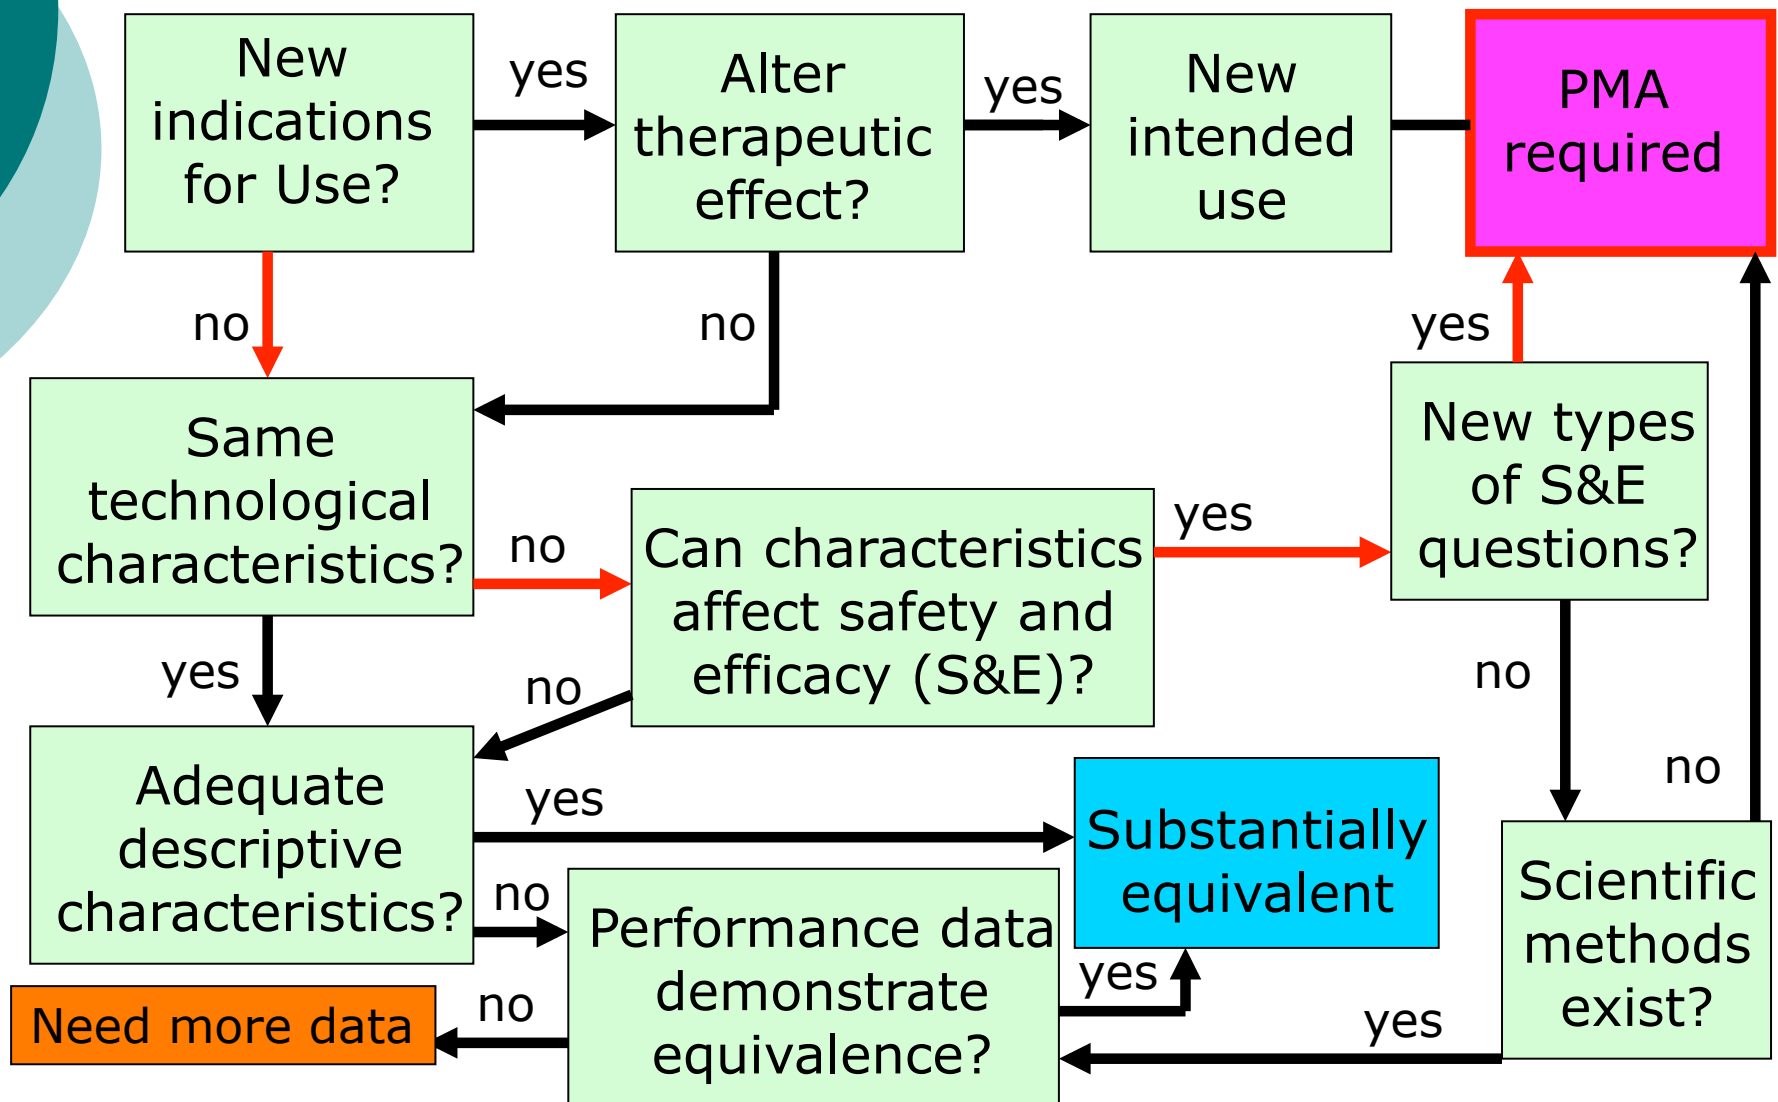 New
indications
for Use?
yes
Alter
therapeutic
effect?
yes
New
intended
use
PMA
required
no
no
yes
Same
technological
characteristics?
no
Can characteristics
affect safety and
efficacy (S&E)?
yes
New types
of S&E
questions?
yes
no
no
no
Adequate
descriptive
characteristics?
yes
Substantially
equivalent
Scientific
methods
exist?
no
Performance data
demonstrate
equivalence?
yes
yes
no
Need more data